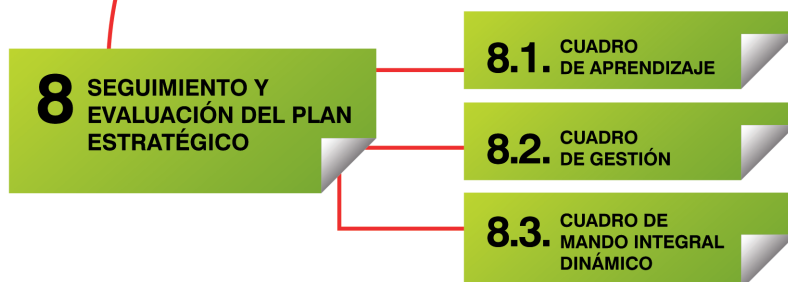 8 SEGUIMIENTO Y
EVALUACIÓN DEL PLAN
ESTRATÉGICO
8.1. CUADRO
DE APRENDIZAJE
8.2. CUADRO
DE GESTIÓN
8.3. CUADRO DE
MANDO INTEGRAL
DINÁMICO